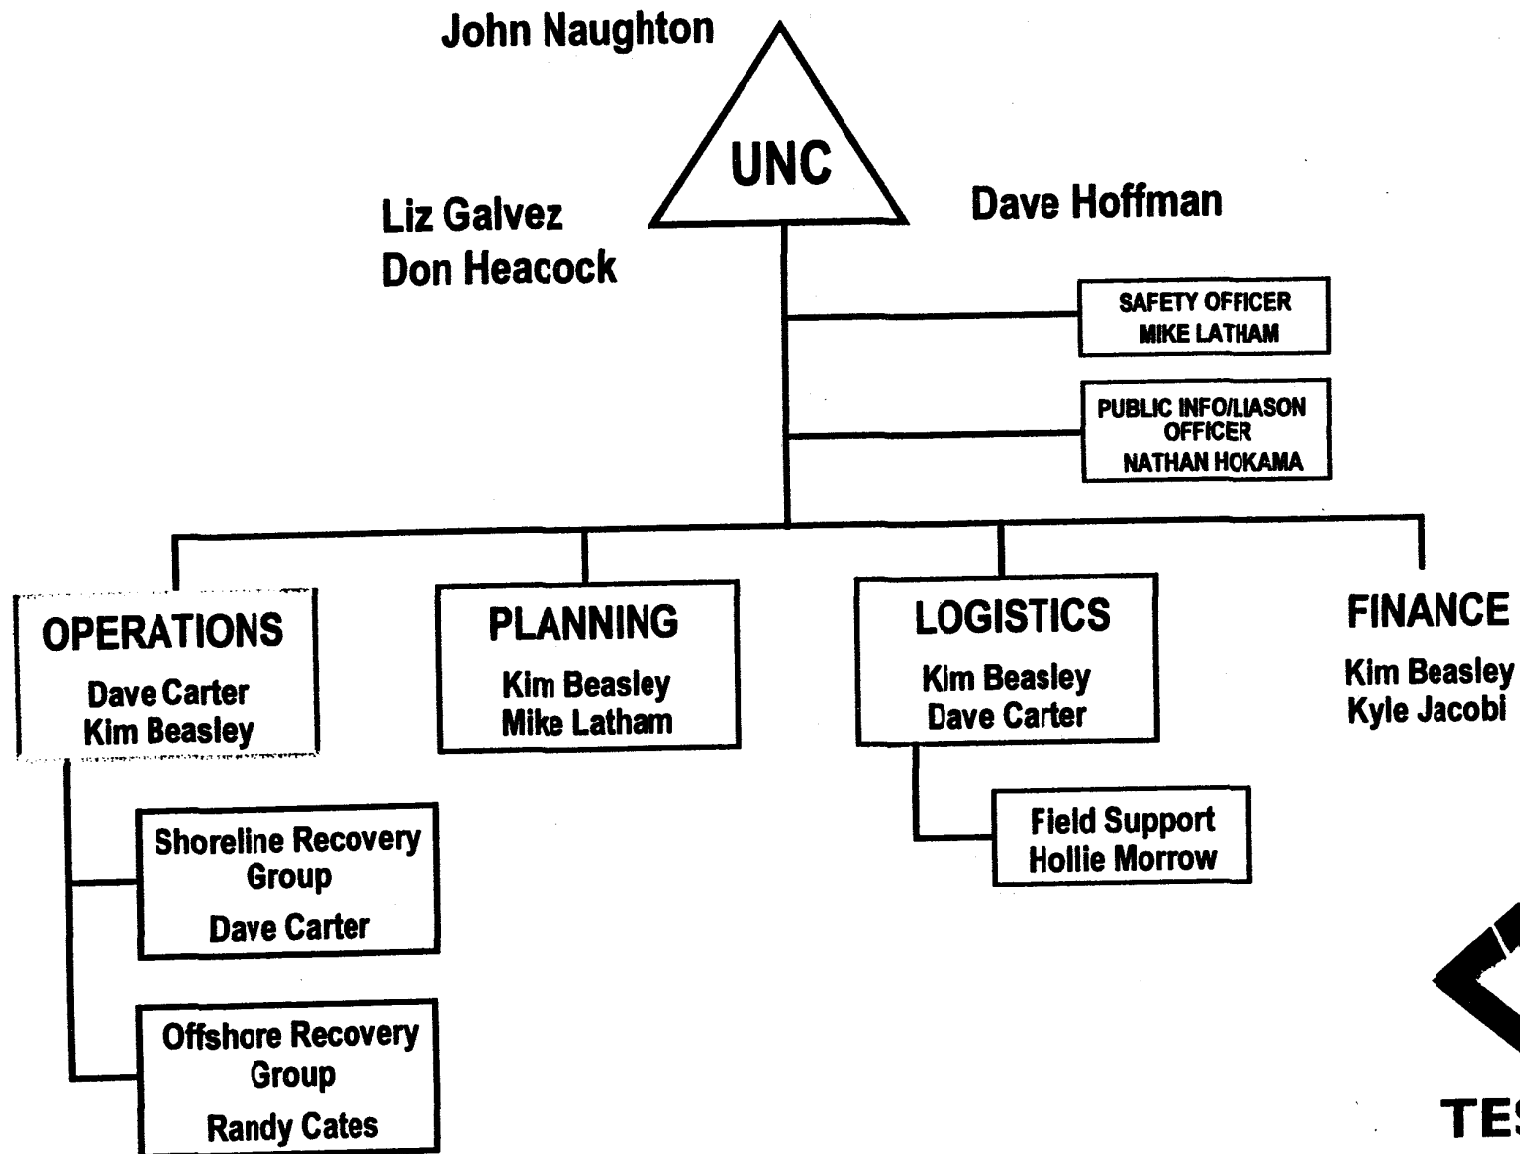 John Naughton
UNC
Liz Galvez
Don Heacock
Dave Hoffman
SAFETY OFFICER
MIKE LATHAM
PUBLIC INFO/LIASON
OFFICER
NATHAN HOKAMA
OPERATIONS
Dave Carter
Kim Beasley
PLANNING
Kim Beasley
Mike Latham
LOGISTICS
Kim Beasley
Dave Carter
FINANCE
Kim Beasley
Kyle Jacobi
Shoreline Recovery
Group
Dave Carter
Field Support
Hollie Morrow
Offshore Recovery
Group
Randy Cates